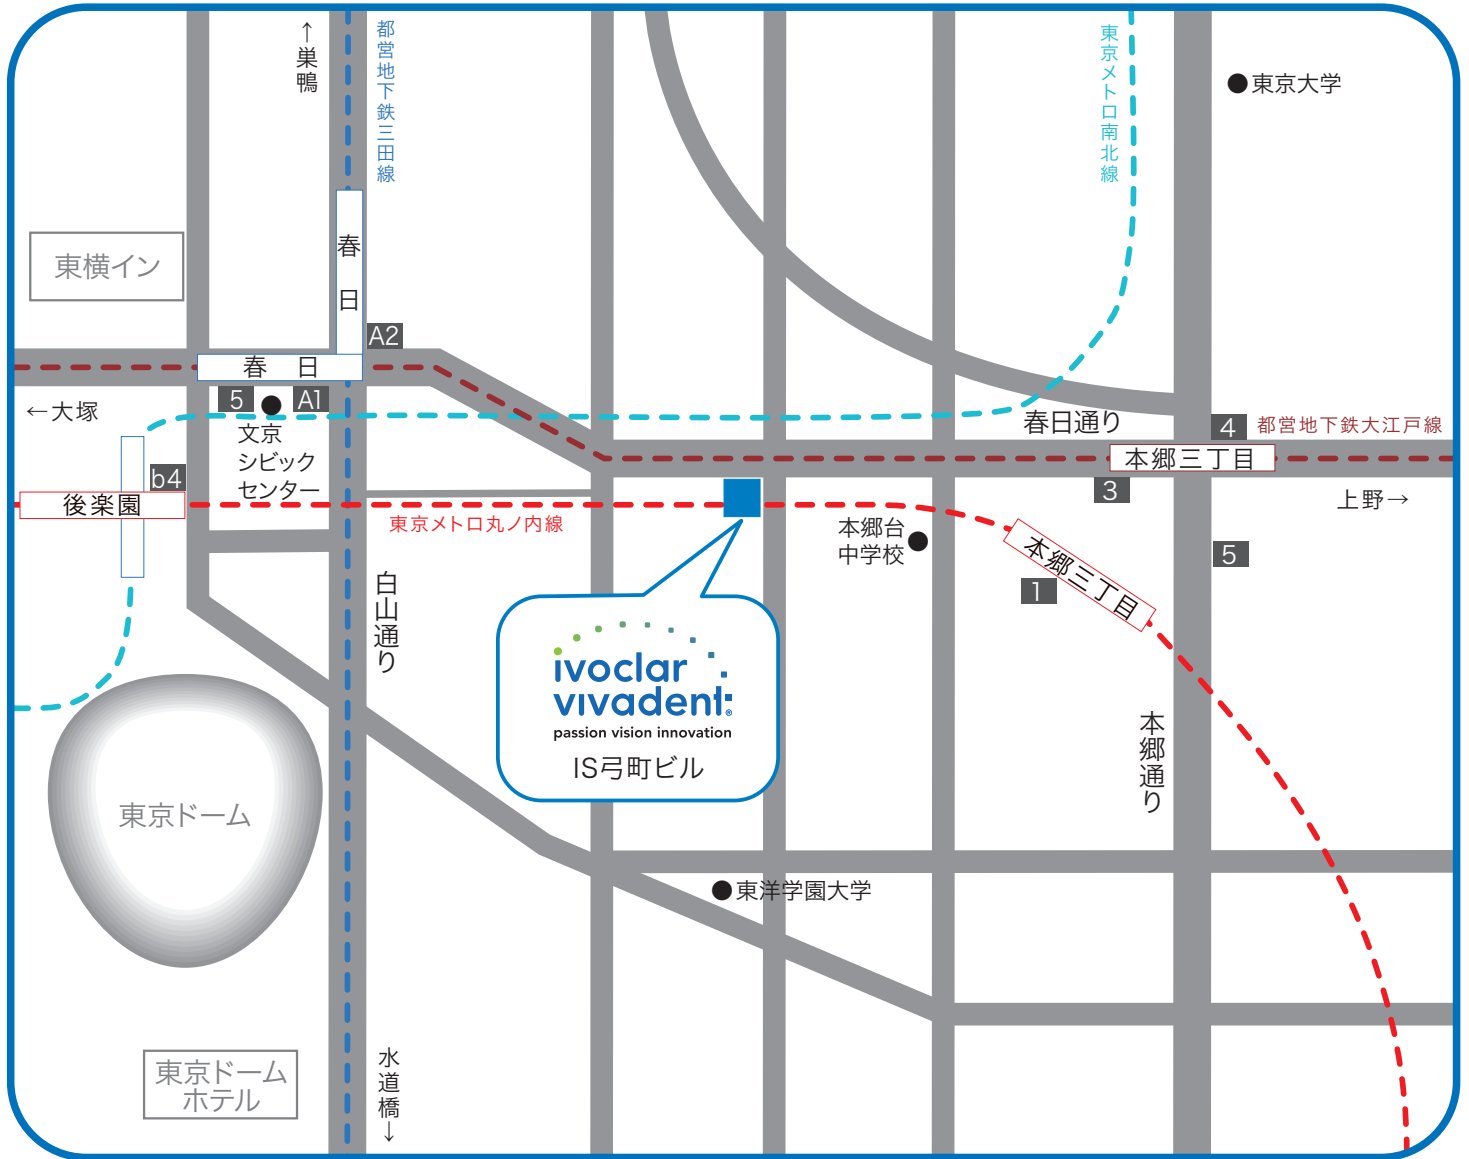 ↑巣鴨
都営地下鉄三田線
東京メトロ南北線
東京大学
東横イン
春日
A2
春日
5
A1
←大塚
文京
シビック
センター
春日通り
4
都営地下鉄大江戸線
本郷三丁目
b4
後楽園
3
上野→
東京メトロ丸ノ内線
本郷台
中学校
本郷三丁目
5
1
白山通り
ivoclar
vivadent®
passion vision innovation
IS弓町ビル
本郷通り
東京ドーム
東洋学園大学
東京ドーム
ホテル
水道橋↓